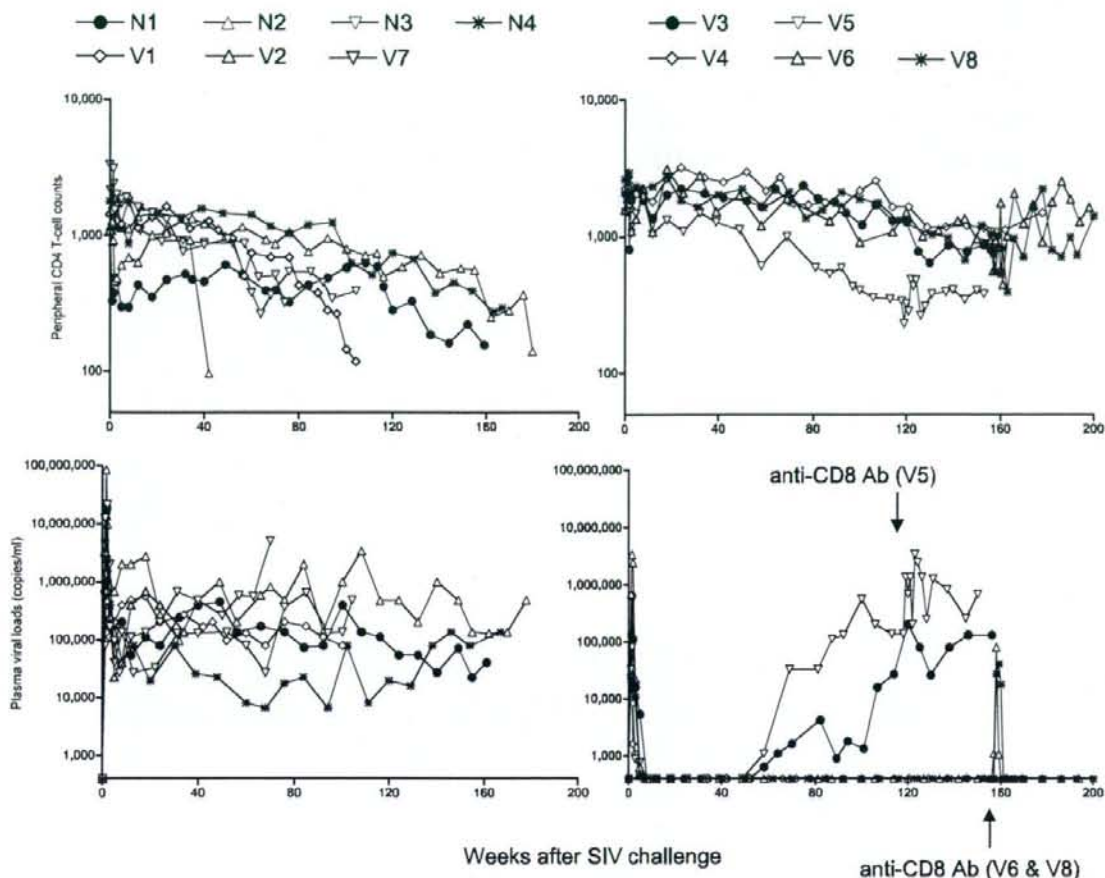 N1 N2 N3 N4
V1 V2 V7
V3 V5
V4 V6 V8
Peripheral CD4 T-cell counts
10,000
1,000
100
0 40 80 120 160 200
10,000
1,000
100
0 40 80 120 160 200
Plasma viral loads (copies/ml)
100,000,000
10,000,000
1,000,000
100,000
10,000
1,000
0 40 80 120 160 200
anti-CD8 Ab (V5)
100,000,000
10,000,000
1,000,000
100,000
10,000
1,000
0 40 80 120 160 200
Weeks after SIV challenge
anti-CD8 Ab (V6 & V8)